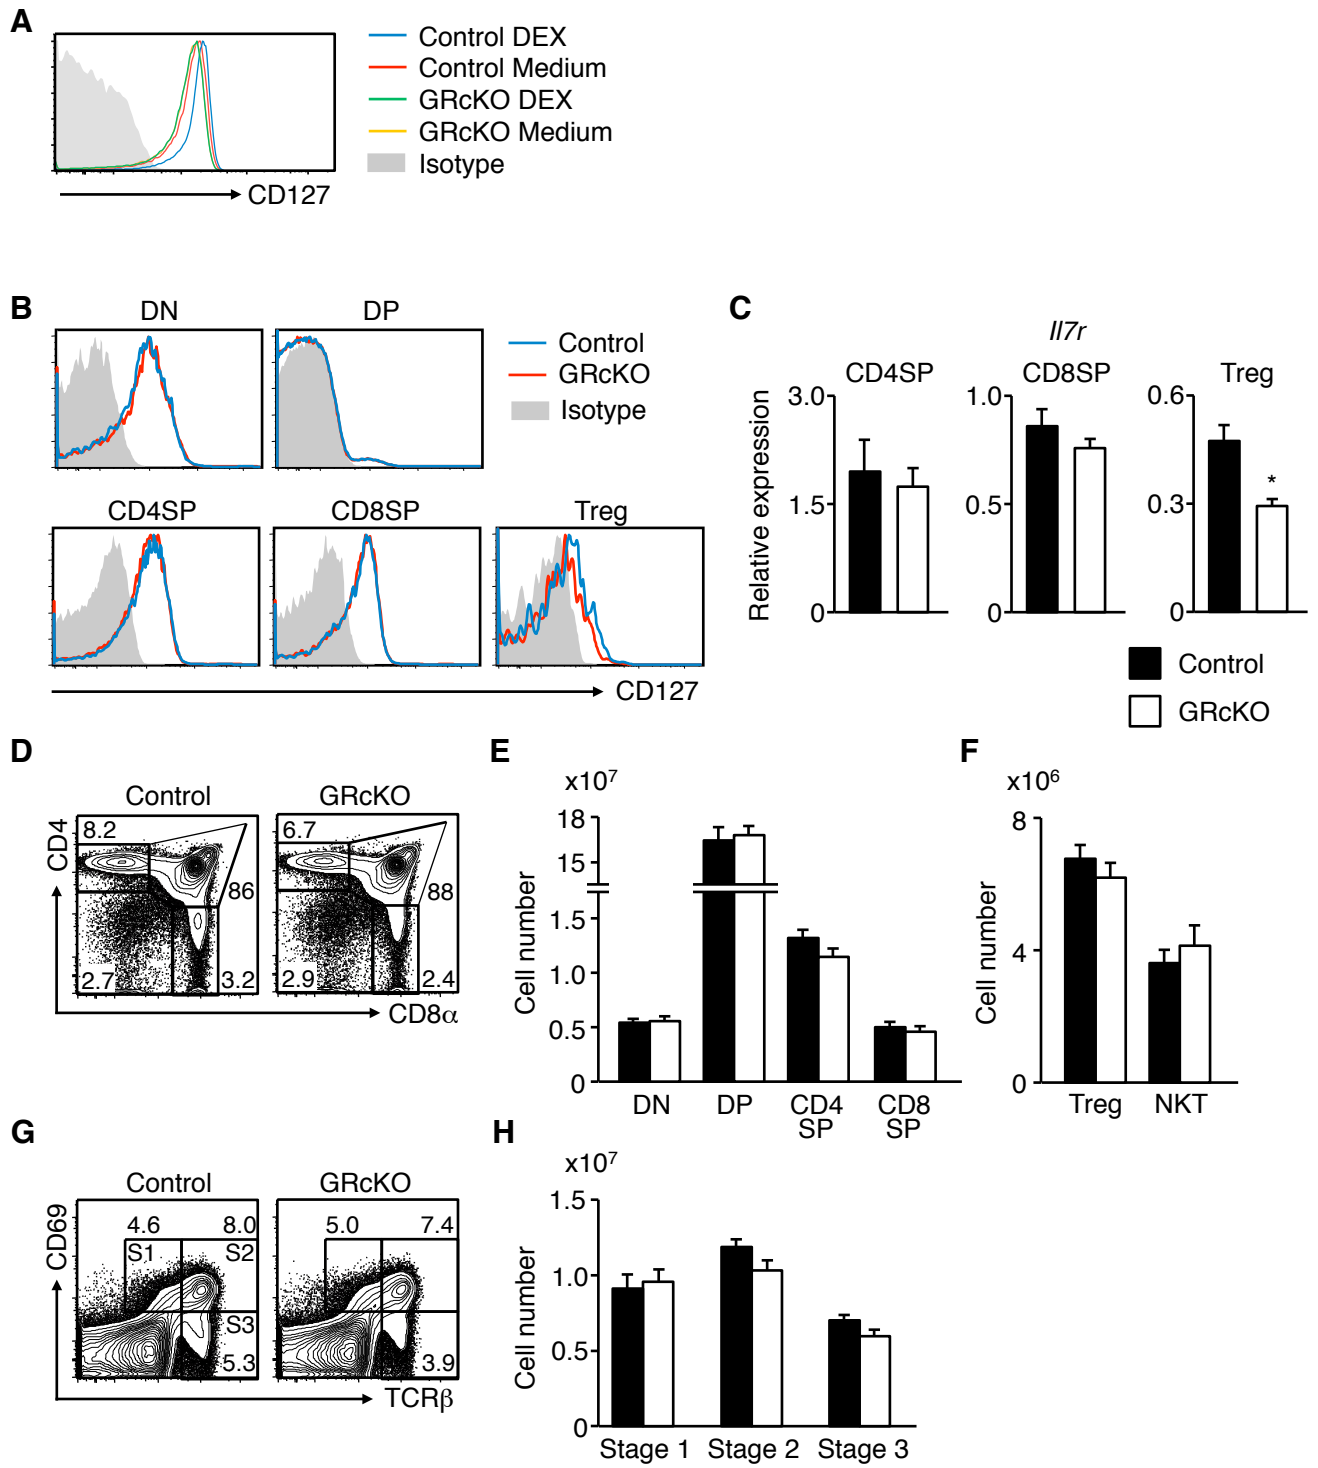 A
Control DEX
Control Medium
GRcKO DEX
GRcKO Medium
Isotype
CD127
B
DN
DP
Control
GRcKO
Isotype
CD4SP
CD8SP
Treg
CD127
C
Il7r
CD4SP
CD8SP
Treg
Relative expression
3.0
1.5
0
1.0
0.5
0
0.6
0.3
0
*
Control
GRcKO
D
Control
GRcKO
CD4
8.2
86
2.7
3.2
6.7
88
2.9
2.4
CD8α
E
x10⁷
Cell number
18
15
1.5
1.0
0.5
0
DN
DP
CD4
SP
CD8
SP
F
x10⁶
Cell number
8
4
0
Treg
NKT
G
Control
GRcKO
CD69
4.6
8.0
S1
S2
S3
5.3
5.0
7.4
3.9
TCRβ
H
x10⁷
Cell number
1.5
1.0
0.5
0
Stage 1
Stage 2
Stage 3